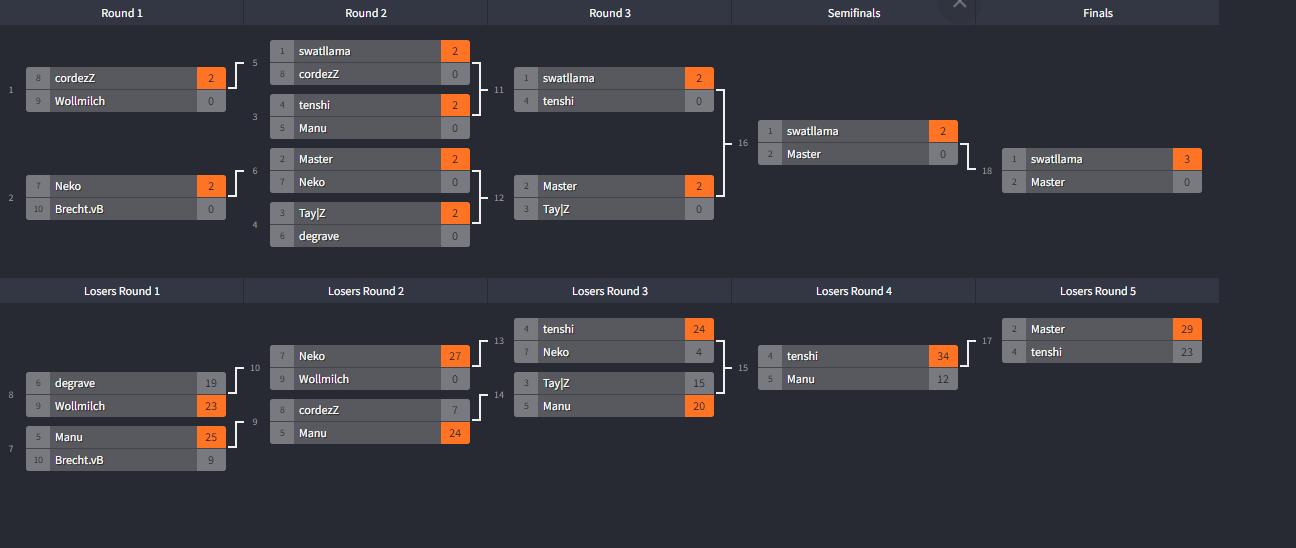 Round 1 Round 2 Round 3 Semifinals Finals
1 8 cordezZ 2
9 Wollmilch 0
2 7 Neko 2
10 Brecht.vB 0
5 1 swatllama 2
8 cordezZ 0
3 4 tenshi 2
5 Manu 0
6 2 Master 2
7 Neko 0
4 3 Tay|Z 2
6 degrave 0
11 1 swatllama 2
4 tenshi 0
12 2 Master 2
3 Tay|Z 0
16 1 swatllama 2
2 Master 0
18 1 swatllama 3
2 Master 0
Losers Round 1 Losers Round 2 Losers Round 3 Losers Round 4 Losers Round 5
8 6 degrave 19
9 Wollmilch 23
7 5 Manu 25
10 Brecht.vB 9
10 7 Neko 27
9 Wollmilch 0
9 8 cordezZ 7
5 Manu 24
13 4 tenshi 24
7 Neko 4
14 3 Tay|Z 15
5 Manu 20
15 4 tenshi 34
5 Manu 12
17 2 Master 29
4 tenshi 23